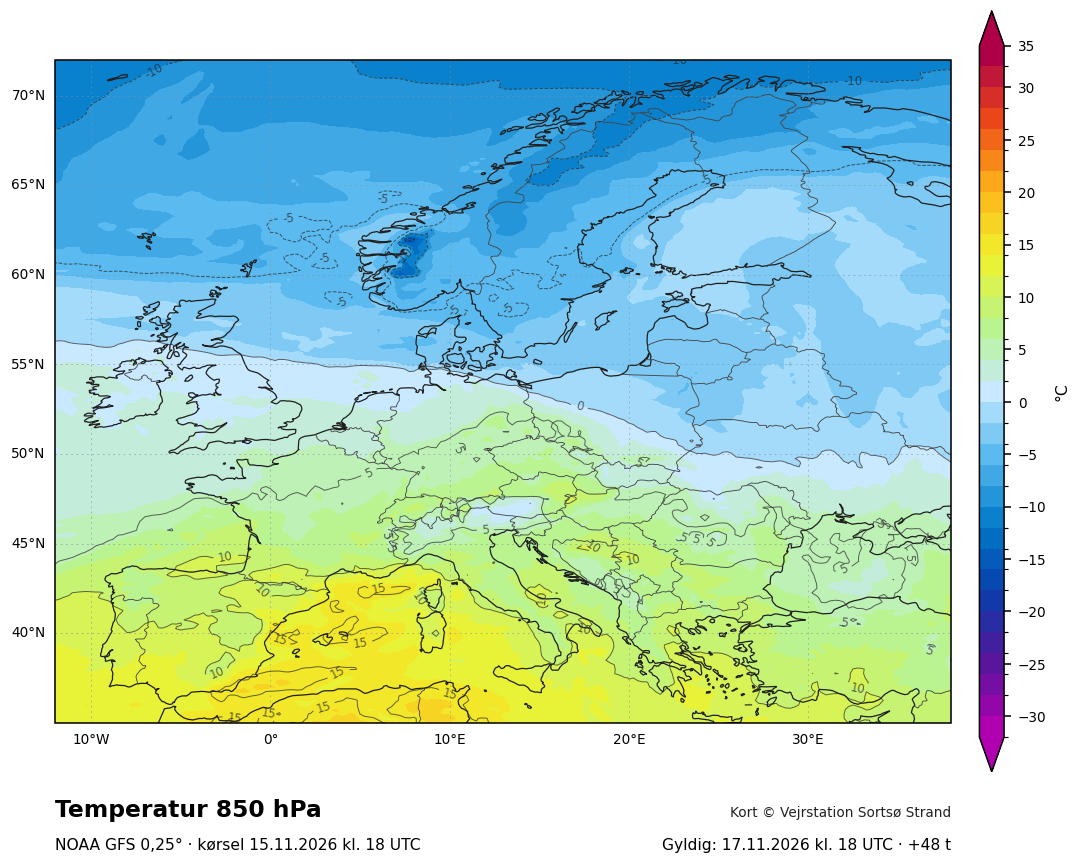 70°N
65°N
60°N
55°N
50°N
45°N
40°N
10°W
0°
10°E
20°E
30°E
35
30
25
20
15
10
5
0
−5
−10
−15
−20
−25
−30
°C
Temperatur 850 hPa
Kort © Vejrstation Sortsø Strand
NOAA GFS 0,25° · kørsel 15.11.2026 kl. 18 UTC
Gyldig: 17.11.2026 kl. 18 UTC · +48 t